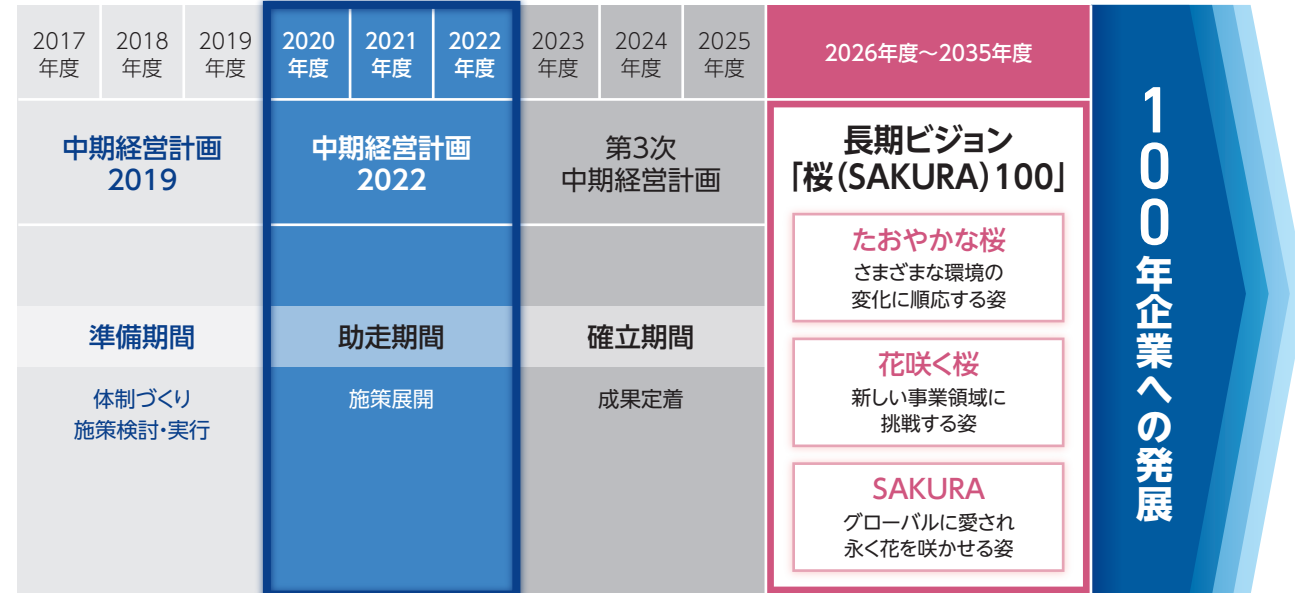 2017
年度
2018
年度
2019
年度
2020
年度
2021
年度
2022
年度
2023
年度
2024
年度
2025
年度
2026年度～2035年度
中期経営計画
2019
中期経営計画
2022
第3次
中期経営計画
準備期間
助走期間
確立期間
体制づくり
施策検討・実行
施策展開
成果定着
長期ビジョン
「桜（SAKURA）100」
たおやかな桜
さまざまな環境の
変化に順応する姿
花咲く桜
新しい事業領域に
挑戦する姿
SAKURA
グローバルに愛され
永く花を咲かせる姿
100年企業への発展